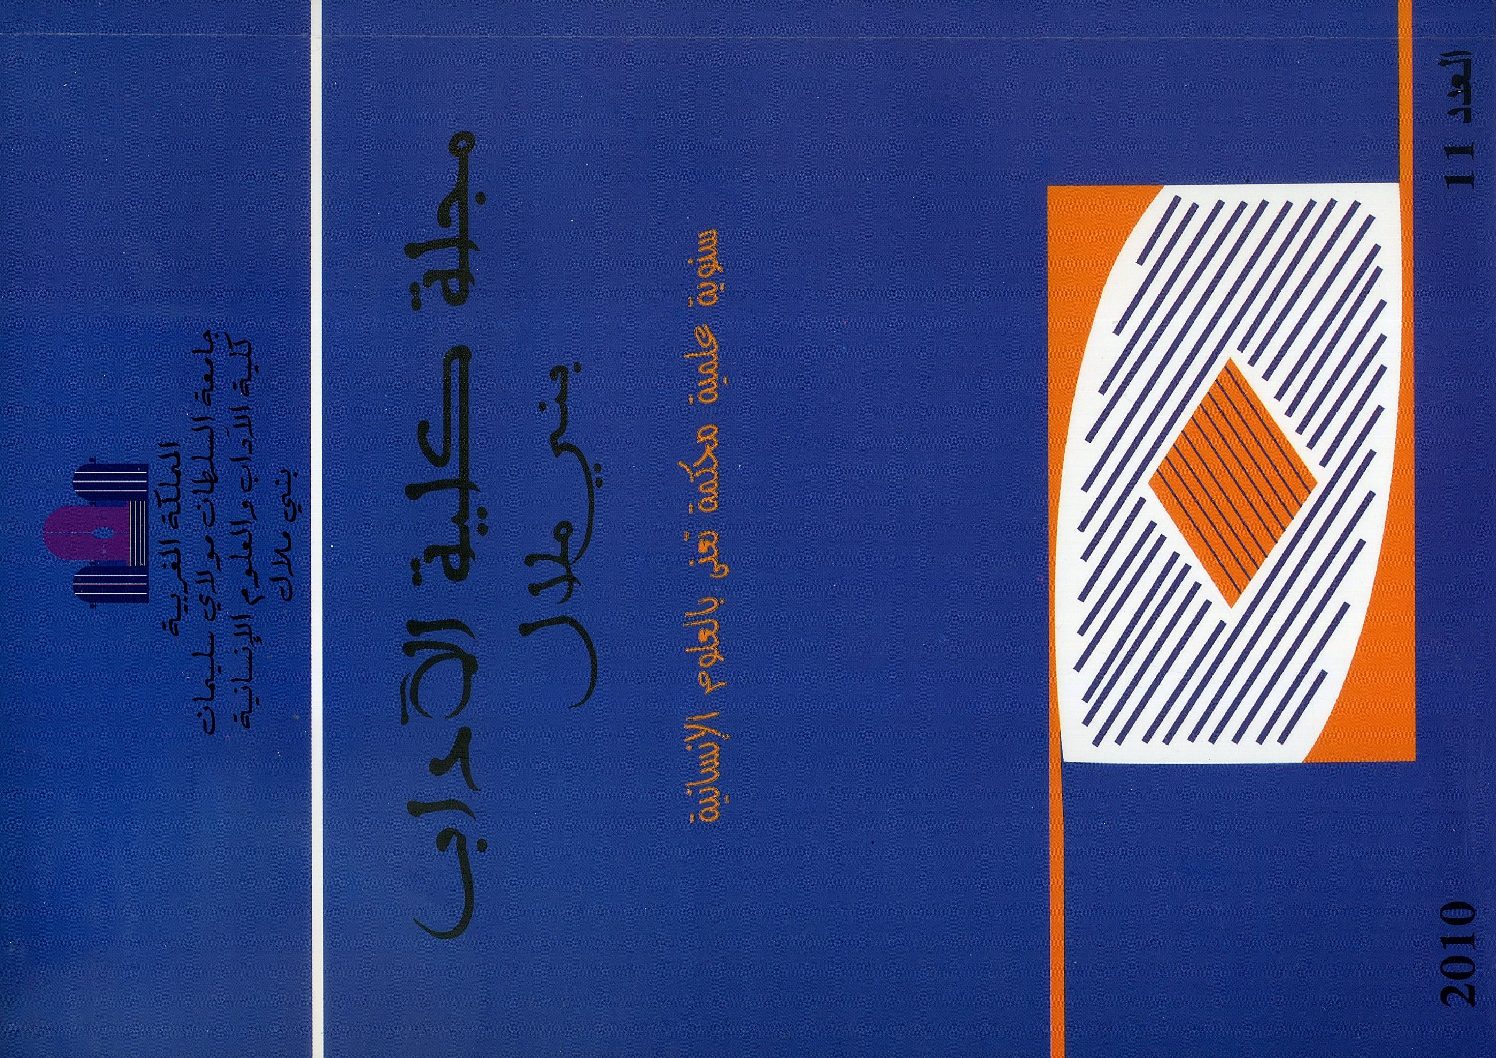 المملكة المغربية
جامعة السلطان مولاي سليمان
كلية الآداب والعلوم الإنسانية
بني ملال
مجلة كلية الآداب
بني ملال
سنوية علمية محكمة تعنى بالعلوم الإنسانية
العدد 11
2010